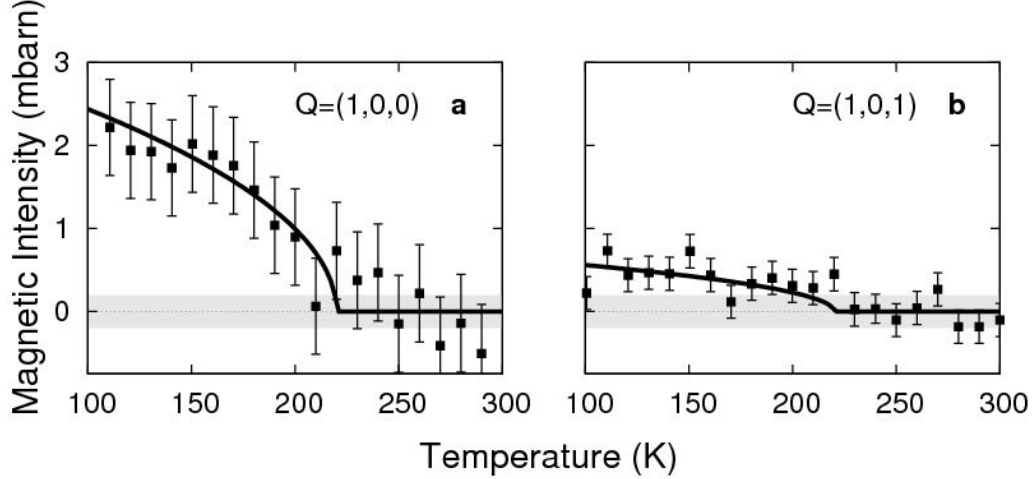 Magnetic Intensity (mbarn)
3
2
1
0
Q=(1,0,0) a
100 150 200 250 300
Q=(1,0,1) b
100 150 200 250 300
Temperature (K)